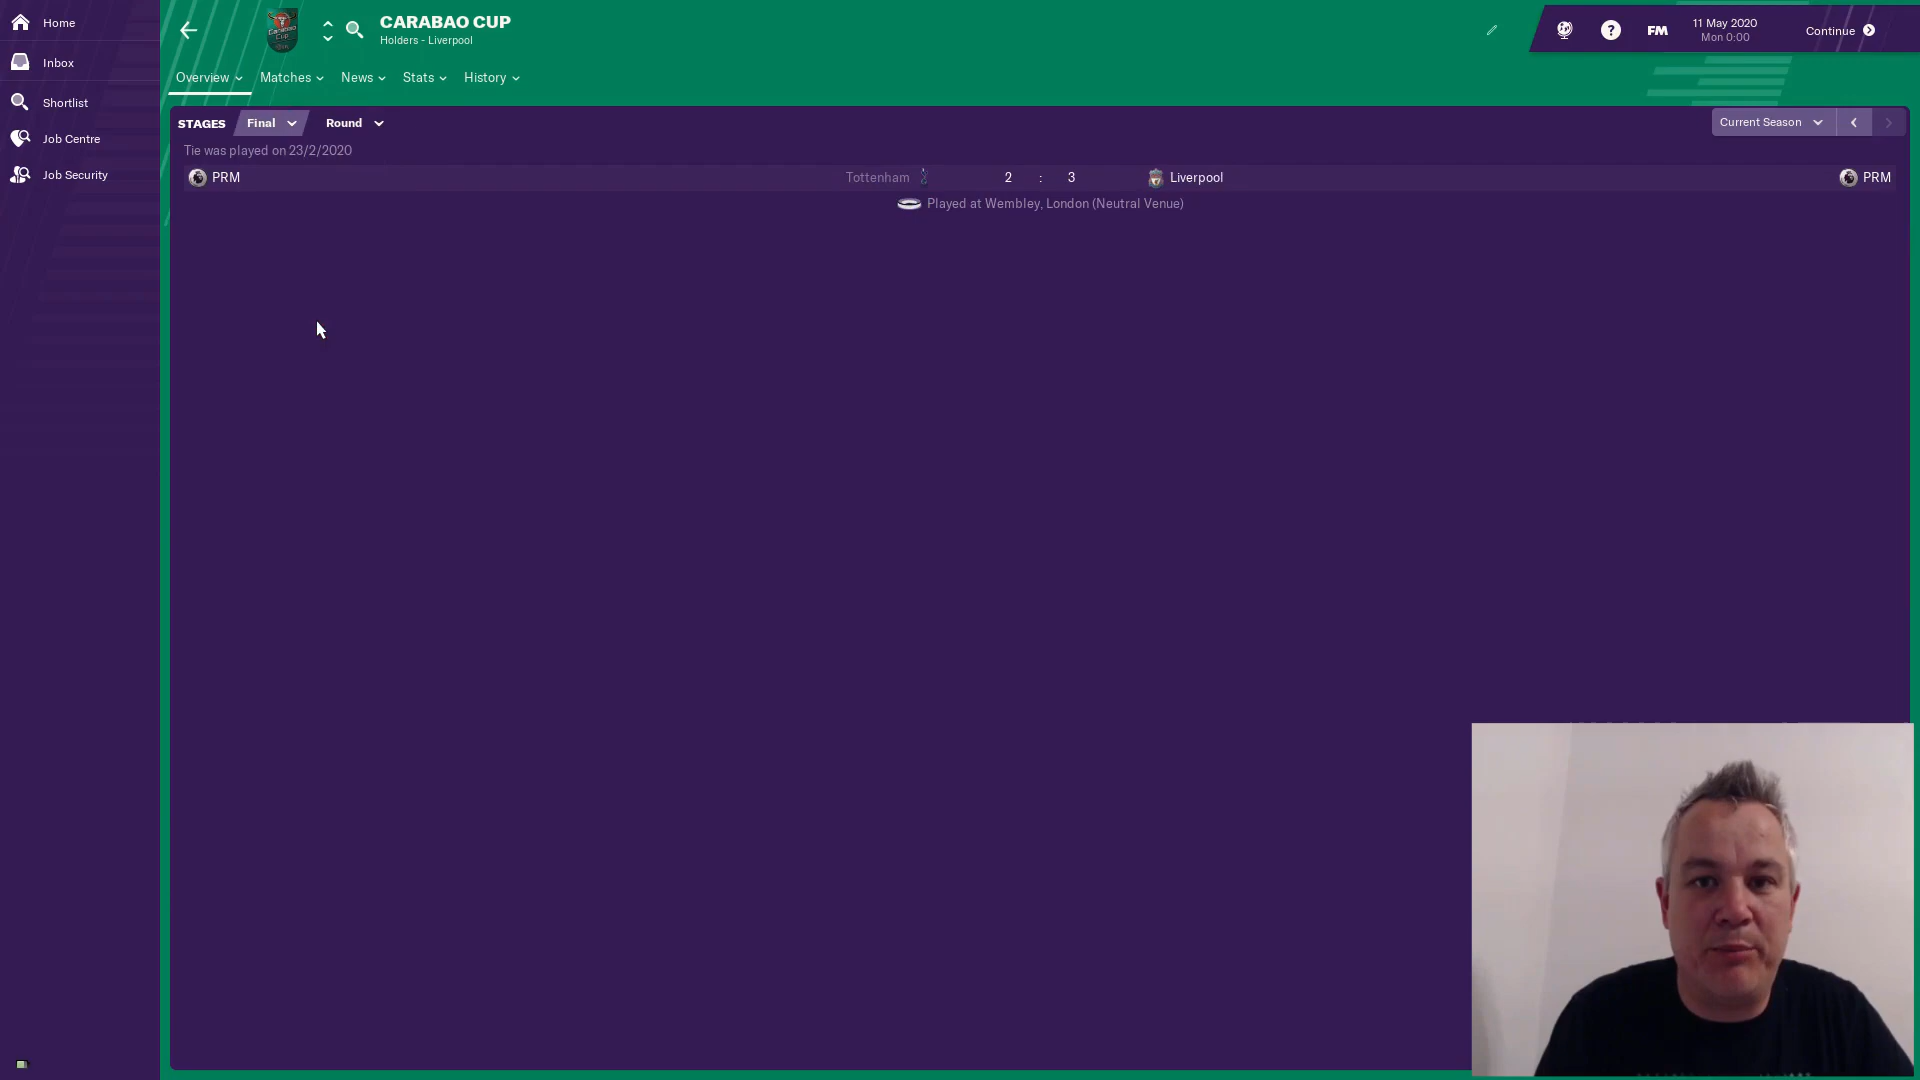 Home
Inbox
Shortlist
Job Centre
Job Security
Carabao Cup
CARABAO CUP
Holders - Liverpool
FM
11 May 2020
Mon 0:00
Continue
Overview
Matches
News
Stats
History
STAGES
Final
Round
Current Season
Tie was played on 23/2/2020
PRM
Tottenham
2 : 3
Liverpool
PRM
Played at Wembley, London (Neutral Venue)